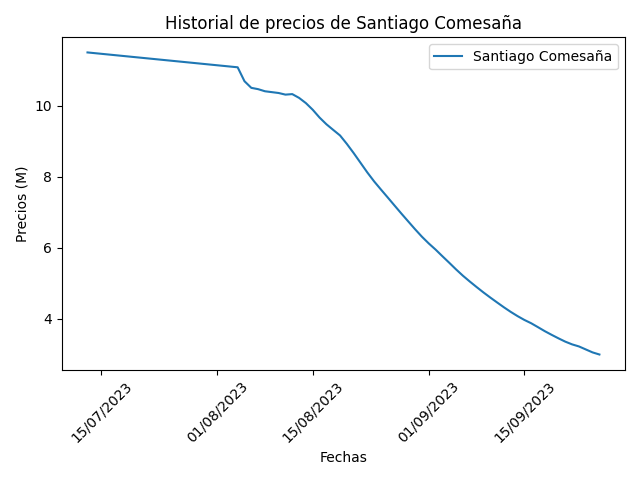 Historial de precios de Santiago Comesaña
Santiago Comesaña
Precios (M)
10
8
6
4
15/07/2023
01/08/2023
15/08/2023
01/09/2023
15/09/2023
Fechas